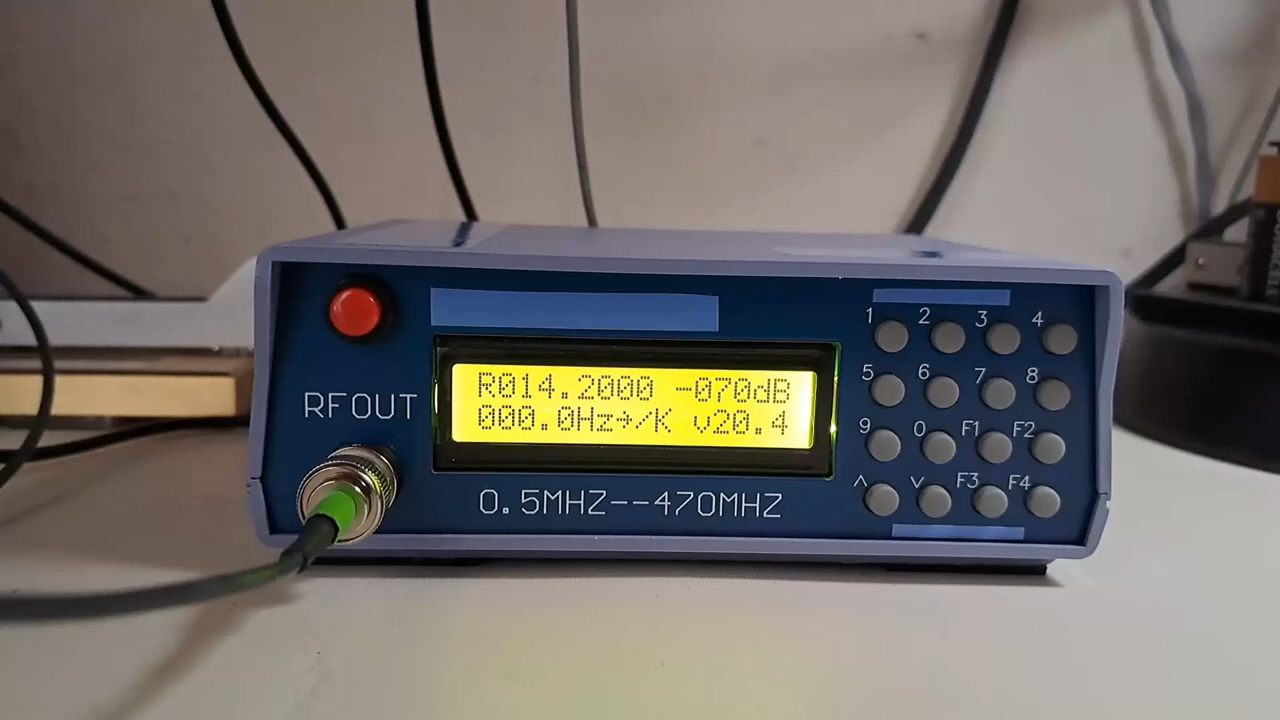 RFOUT
R014.2000 -070dB
000.0Hz→/K v20.4
0.5MHZ--470MHZ
1 2 3 4
5 6 7 8
9 0 F1 F2
^ v F3 F4